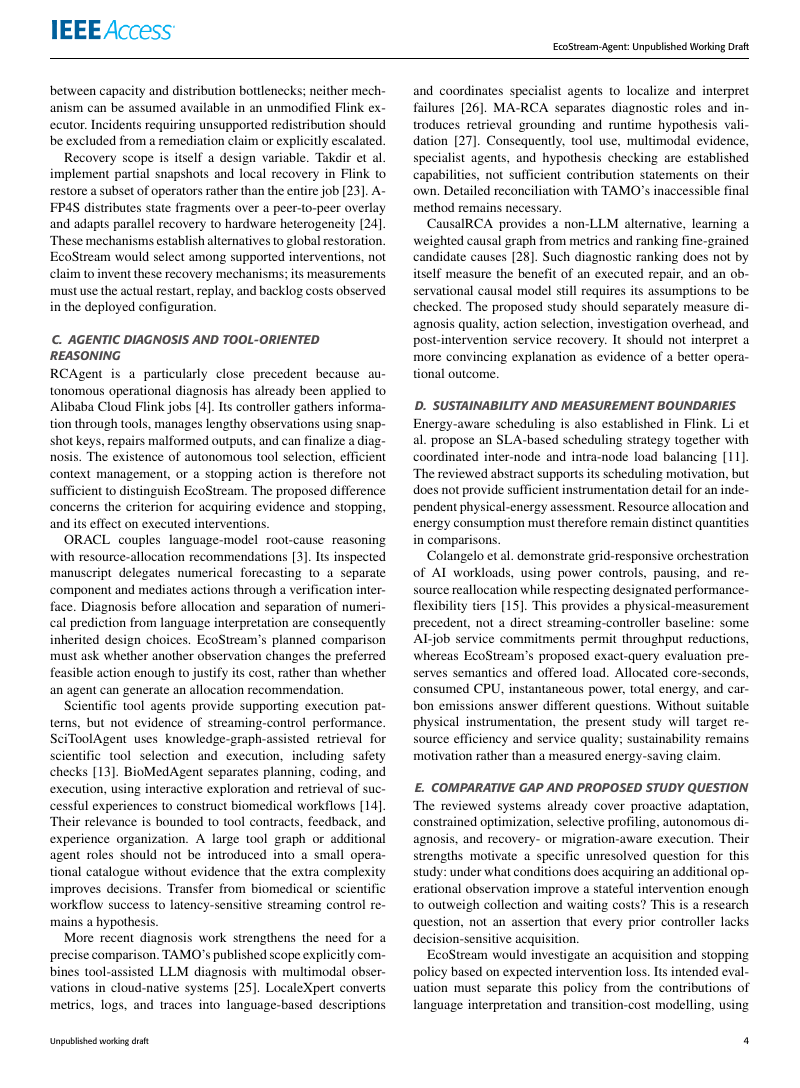 IEEE Access
EcoStream-Agent: Unpublished Working Draft
between capacity and distribution bottlenecks; neither mech-
anism can be assumed available in an unmodified Flink ex-
ecutor. Incidents requiring unsupported redistribution should
be excluded from a remediation claim or explicitly escalated.
Recovery scope is itself a design variable. Takdir et al.
implement partial snapshots and local recovery in Flink to
restore a subset of operators rather than the entire job [23]. A-
FP4S distributes state fragments over a peer-to-peer overlay
and adapts parallel recovery to hardware heterogeneity [24].
These mechanisms establish alternatives to global restoration.
EcoStream would select among supported interventions, not
claim to invent these recovery mechanisms; its measurements
must use the actual restart, replay, and backlog costs observed
in the deployed configuration.
C. AGENTIC DIAGNOSIS AND TOOL-ORIENTED
REASONING
RCAgent is a particularly close precedent because au-
tonomous operational diagnosis has already been applied to
Alibaba Cloud Flink jobs [4]. Its controller gathers informa-
tion through tools, manages lengthy observations using snap-
shot keys, repairs malformed outputs, and can finalize a diag-
nosis. The existence of autonomous tool selection, efficient
context management, or a stopping action is therefore not
sufficient to distinguish EcoStream. The proposed difference
concerns the criterion for acquiring evidence and stopping,
and its effect on executed interventions.
ORACL couples language-model root-cause reasoning
with resource-allocation recommendations [3]. Its inspected
manuscript delegates numerical forecasting to a separate
component and mediates actions through a verification inter-
face. Diagnosis before allocation and separation of numeri-
cal prediction from language interpretation are consequently
inherited design choices. EcoStream's planned comparison
must ask whether another observation changes the preferred
feasible action enough to justify its cost, rather than whether
an agent can generate an allocation recommendation.
Scientific tool agents provide supporting execution pat-
terns, but not evidence of streaming-control performance.
SciToolAgent uses knowledge-graph-assisted retrieval for
scientific tool selection and execution, including safety
checks [13]. BioMedAgent separates planning, coding, and
execution, using interactive exploration and retrieval of suc-
cessful experiences to construct biomedical workflows [14].
Their relevance is bounded to tool contracts, feedback, and
experience organization. A large tool graph or additional
agent roles should not be introduced into a small opera-
tional catalogue without evidence that the extra complexity
improves decisions. Transfer from biomedical or scientific
workflow success to latency-sensitive streaming control re-
mains a hypothesis.
More recent diagnosis work strengthens the need for a
precise comparison. TAMO's published scope explicitly com-
bines tool-assisted LLM diagnosis with multimodal obser-
vations in cloud-native systems [25]. LocaleXpert converts
metrics, logs, and traces into language-based descriptions
and coordinates specialist agents to localize and interpret
failures [26]. MA-RCA separates diagnostic roles and in-
troduces retrieval grounding and runtime hypothesis vali-
dation [27]. Consequently, tool use, multimodal evidence,
specialist agents, and hypothesis checking are established
capabilities, not sufficient contribution statements on their
own. Detailed reconciliation with TAMO's inaccessible final
method remains necessary.
CausalRCA provides a non-LLM alternative, learning a
weighted causal graph from metrics and ranking fine-grained
candidate causes [28]. Such diagnostic ranking does not by
itself measure the benefit of an executed repair, and an ob-
servational causal model still requires its assumptions to be
checked. The proposed study should separately measure di-
agnosis quality, action selection, investigation overhead, and
post-intervention service recovery. It should not interpret a
more convincing explanation as evidence of a better opera-
tional outcome.
D. SUSTAINABILITY AND MEASUREMENT BOUNDARIES
Energy-aware scheduling is also established in Flink. Li et
al. propose an SLA-based scheduling strategy together with
coordinated inter-node and intra-node load balancing [11].
The reviewed abstract supports its scheduling motivation, but
does not provide sufficient instrumentation detail for an inde-
pendent physical-energy assessment. Resource allocation and
energy consumption must therefore remain distinct quantities
in comparisons.
Colangelo et al. demonstrate grid-responsive orchestration
of AI workloads, using power controls, pausing, and re-
source reallocation while respecting designated performance-
flexibility tiers [15]. This provides a physical-measurement
precedent, not a direct streaming-controller baseline: some
AI-job service commitments permit throughput reductions,
whereas EcoStream's proposed exact-query evaluation pre-
serves semantics and offered load. Allocated core-seconds,
consumed CPU, instantaneous power, total energy, and car-
bon emissions answer different questions. Without suitable
physical instrumentation, the present study will target re-
source efficiency and service quality; sustainability remains
motivation rather than a measured energy-saving claim.
E. COMPARATIVE GAP AND PROPOSED STUDY QUESTION
The reviewed systems already cover proactive adaptation,
constrained optimization, selective profiling, autonomous di-
agnosis, and recovery- or migration-aware execution. Their
strengths motivate a specific unresolved question for this
study: under what conditions does acquiring an additional op-
erational observation improve a stateful intervention enough
to outweigh collection and waiting costs? This is a research
question, not an assertion that every prior controller lacks
decision-sensitive acquisition.
EcoStream would investigate an acquisition and stopping
policy based on expected intervention loss. Its intended eval-
uation must separate this policy from the contributions of
language interpretation and transition-cost modelling, using
Unpublished working draft
4